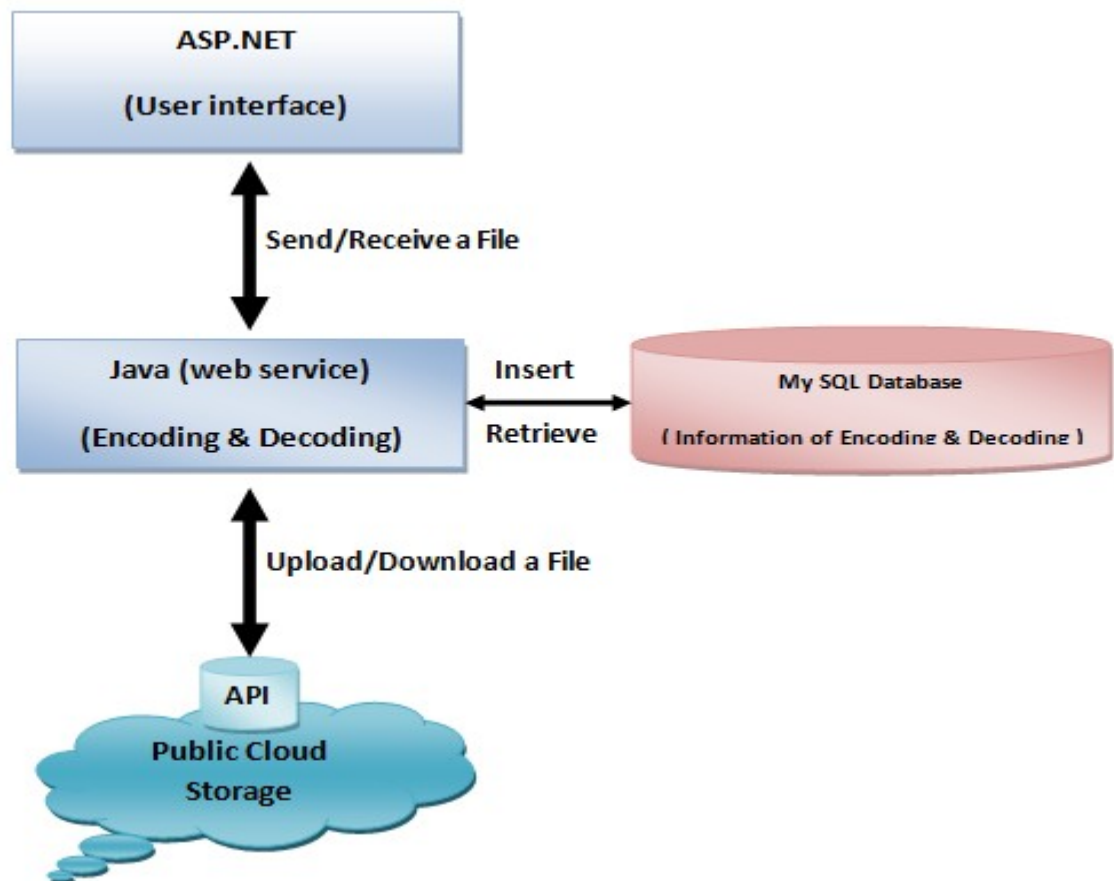 ASP.NET
(User interface)
Send/Receive a File
Java (web service)
(Encoding & Decoding)
Insert
Retrieve
My SQL Database
( Information of Encoding & Decoding )
Upload/Download a File
API
Public Cloud
Storage